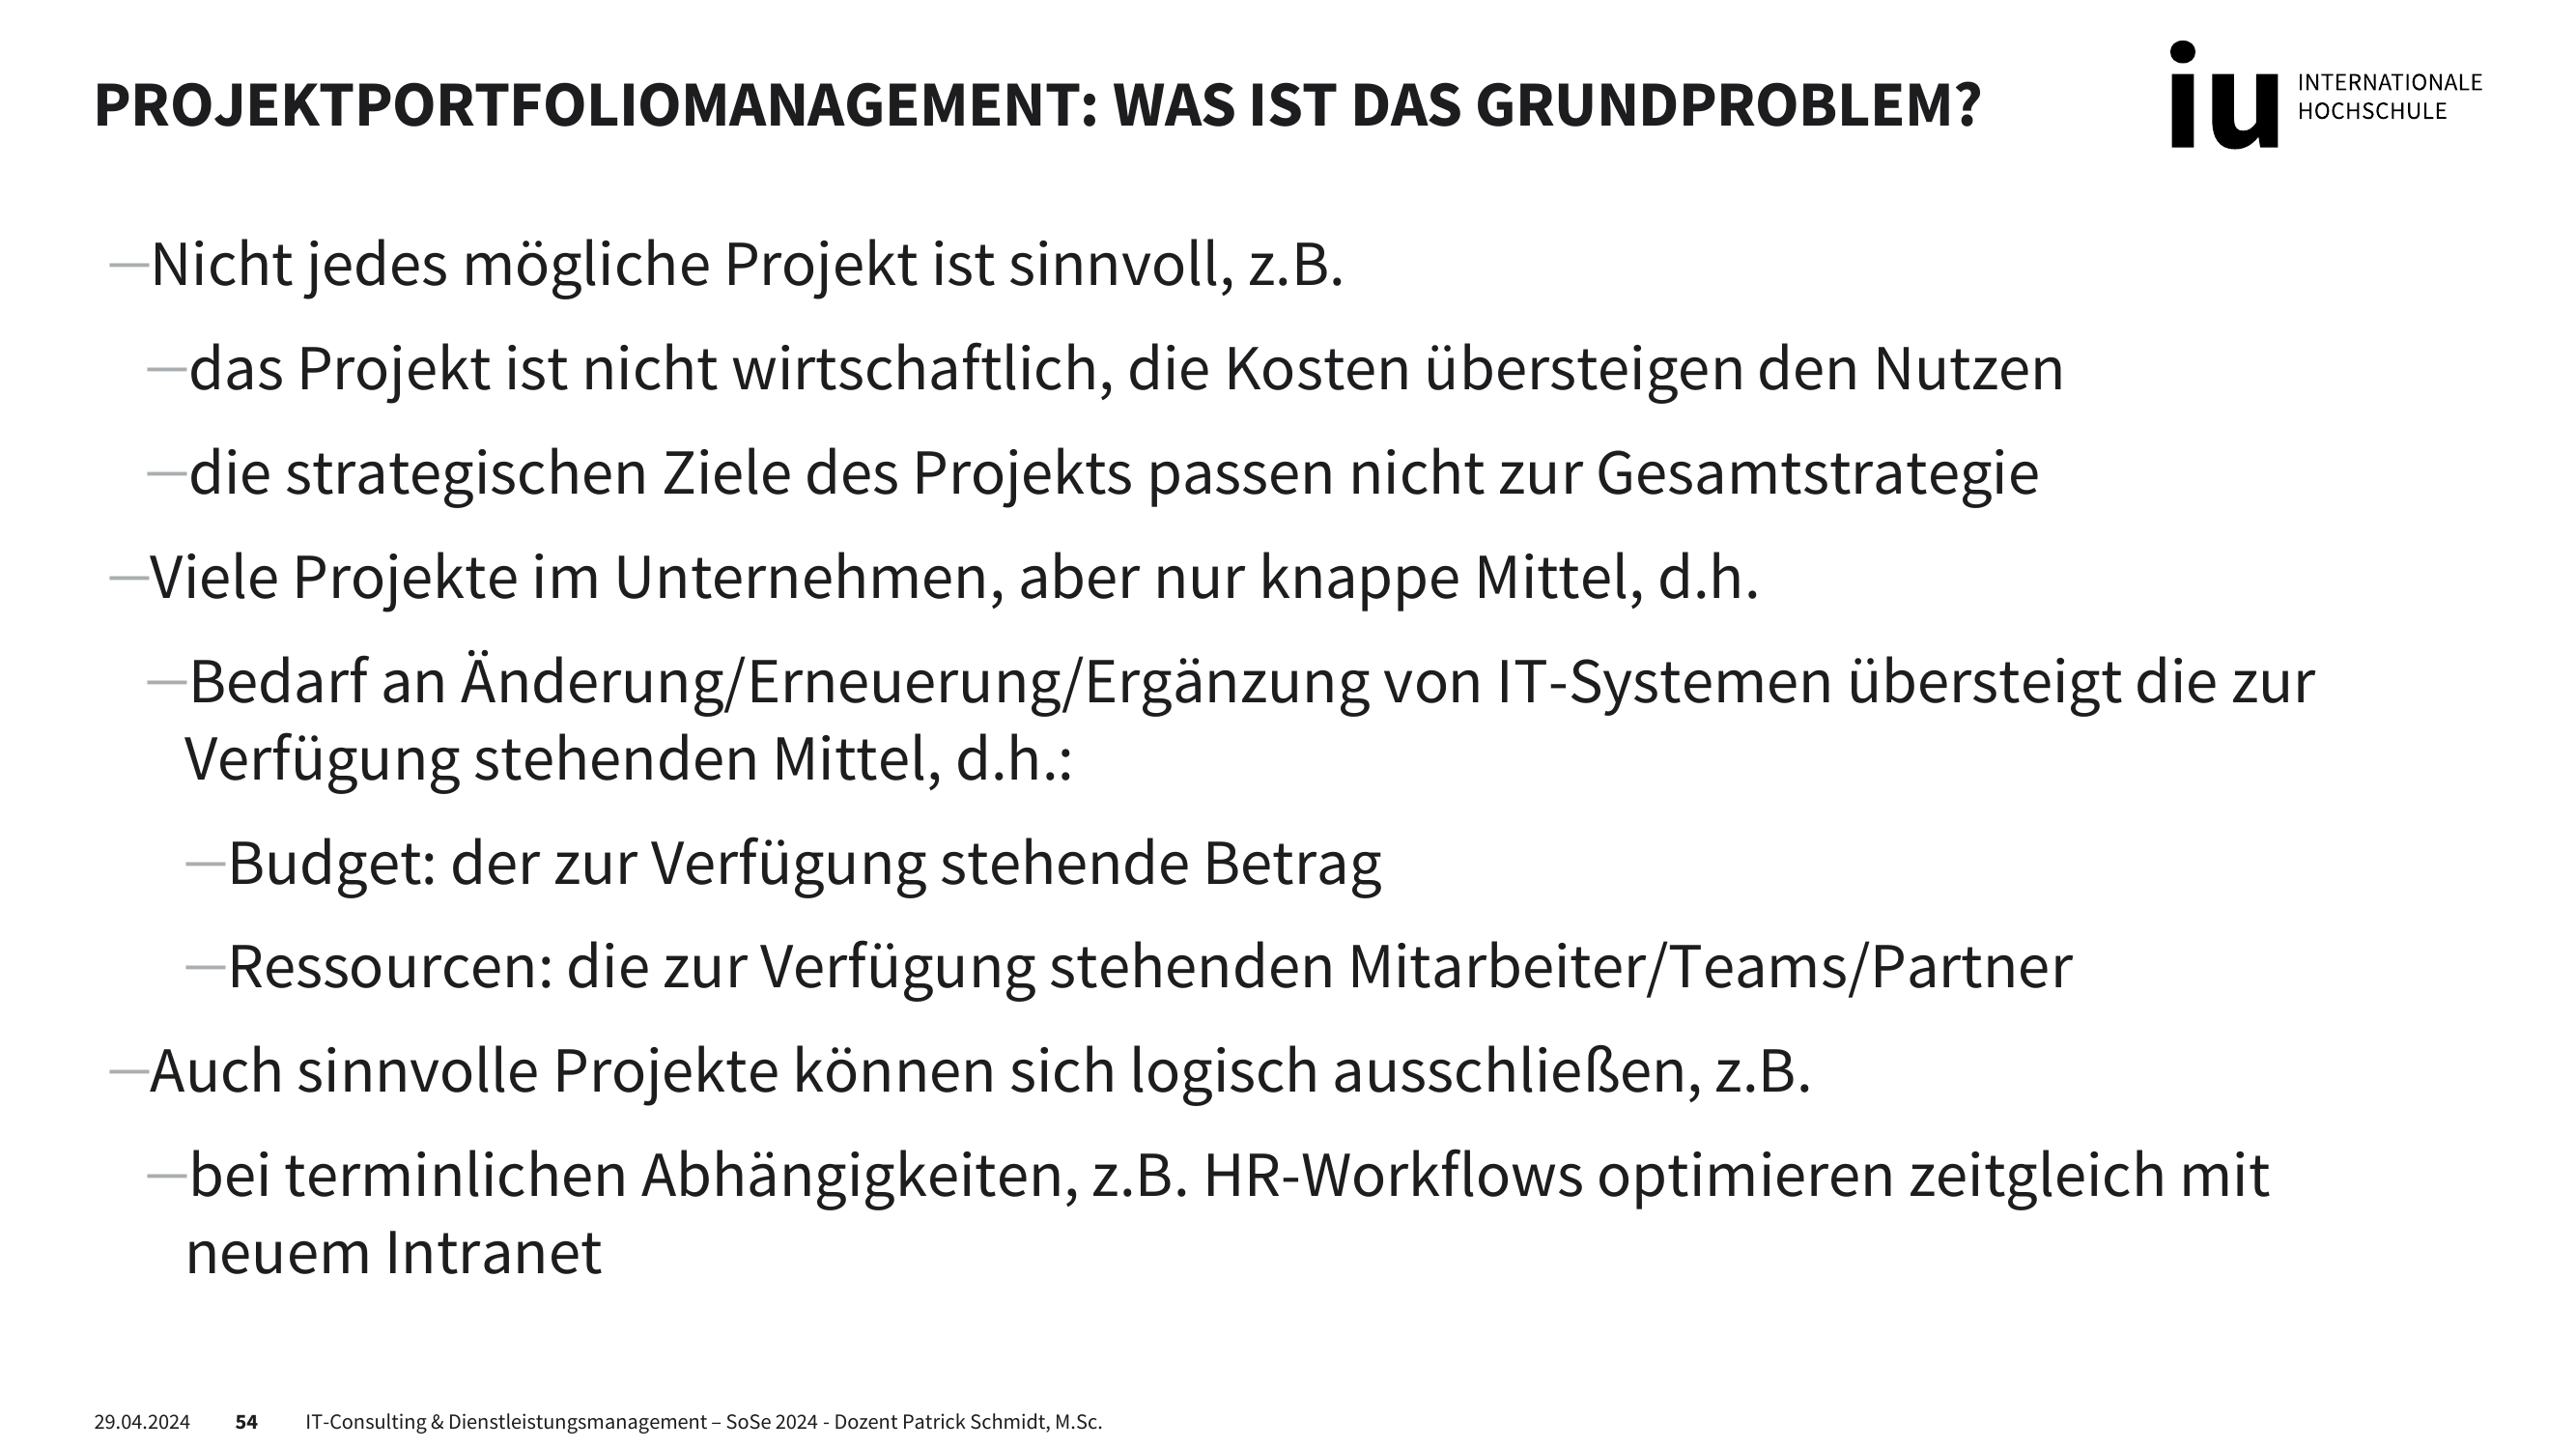 PROJEKTPORTFOLIOMANAGEMENT: WAS IST DAS GRUNDPROBLEM?
iu INTERNATIONALE
HOCHSCHULE
—Nicht jedes mögliche Projekt ist sinnvoll, z.B.
—das Projekt ist nicht wirtschaftlich, die Kosten übersteigen den Nutzen
—die strategischen Ziele des Projekts passen nicht zur Gesamtstrategie
—Viele Projekte im Unternehmen, aber nur knappe Mittel, d.h.
—Bedarf an Änderung/Erneuerung/Ergänzung von IT-Systemen übersteigt die zur
Verfügung stehenden Mittel, d.h.:
—Budget: der zur Verfügung stehende Betrag
—Ressourcen: die zur Verfügung stehenden Mitarbeiter/Teams/Partner
—Auch sinnvolle Projekte können sich logisch ausschließen, z.B.
—bei terminlichen Abhängigkeiten, z.B. HR-Workflows optimieren zeitgleich mit
neuem Intranet
29.04.2024 54 IT-Consulting & Dienstleistungsmanagement – SoSe 2024 - Dozent Patrick Schmidt, M.Sc.